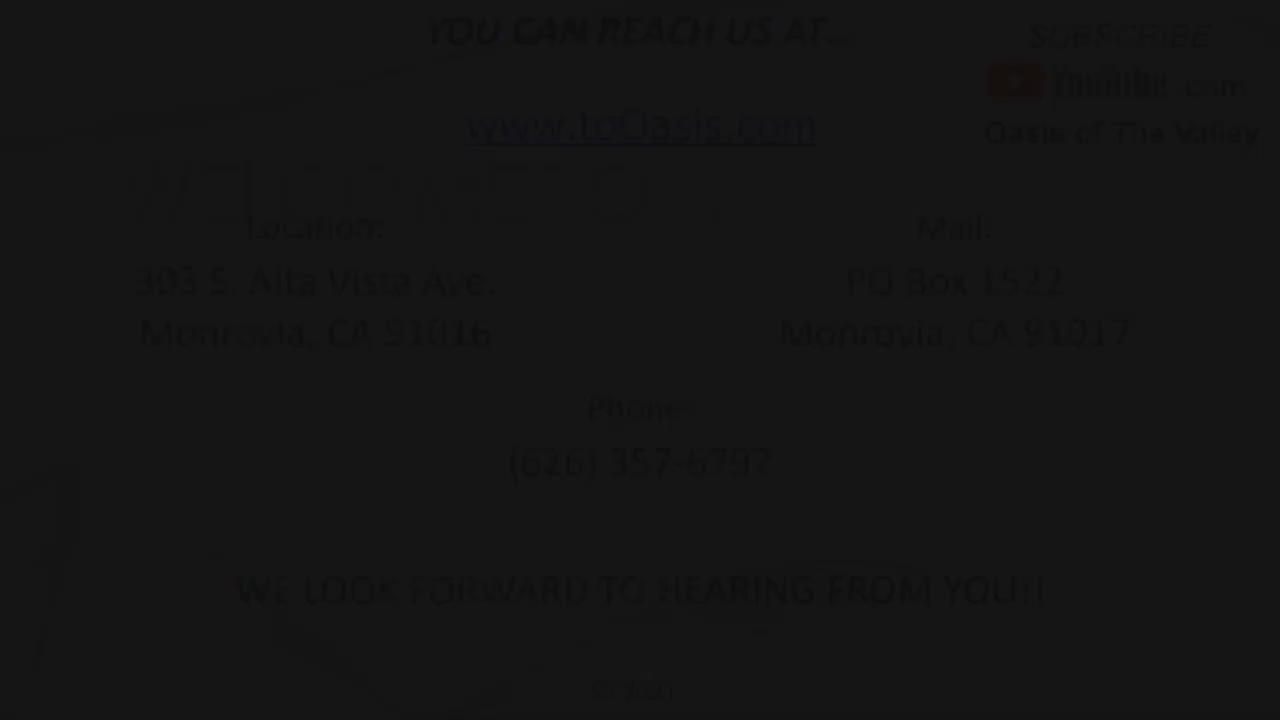 YOU CAN REACH US AT...
SUBSCRIBE
YouTube .com
www.toOasis.com
Oasis of The Valley
Location:
Mail:
303 S. Alta Vista Ave.
PO Box 1522
Monrovia, CA 91016
Monrovia, CA 91017
Phone:
(626) 357-6797
WE LOOK FORWARD TO HEARING FROM YOU!!